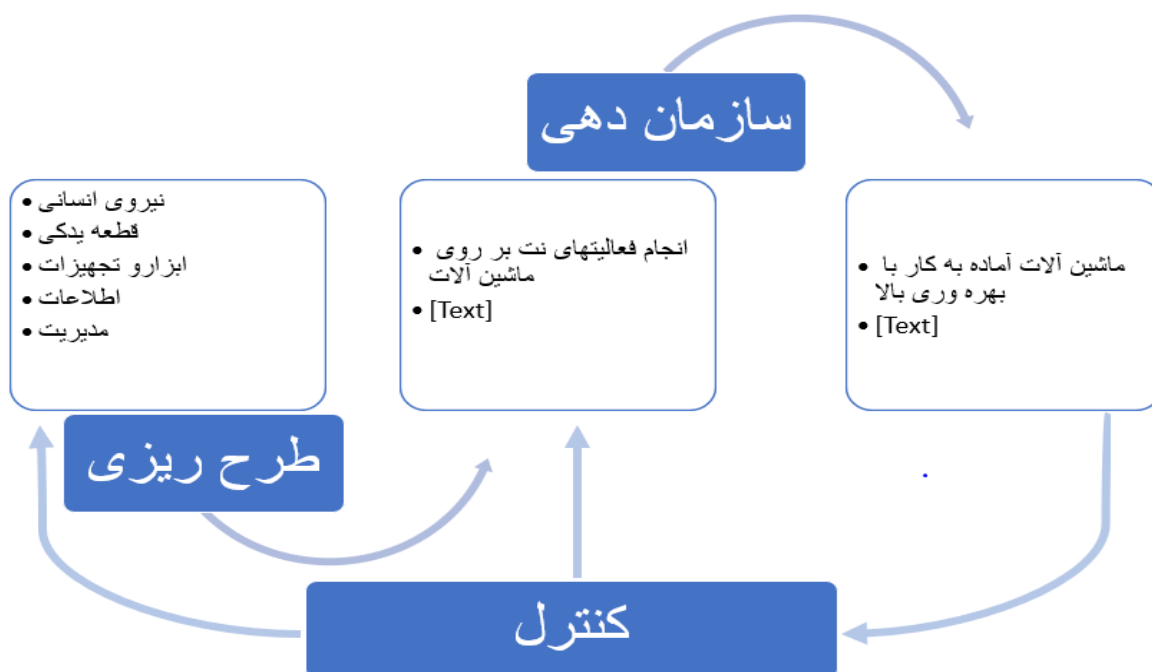 سازمان دهی
• نیروی انسانی
• قطعه یدکی
• ابزارو تجهیزات
• اطلاعات
• مدیریت
طرح ریزی
• انجام فعالیتهای نت بر روی
ماشین آلات
• [Text]
• ماشین آلات آماده به کار با
بهره وری بالا
• [Text]
کنترل